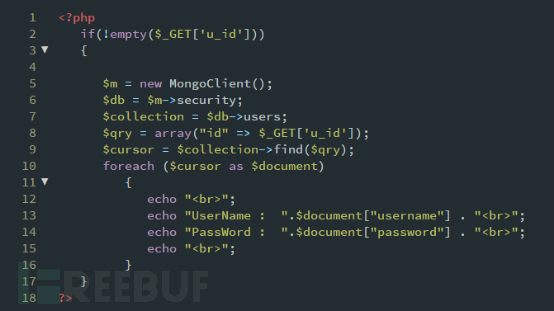 1 <?php
2 if(!empty($_GET['u_id']))
3 ▼ {
4
5 $m = new MongoClient();
6 $db = $m->security;
7 $collection = $db->users;
8 $qry = array("id" => $_GET['u_id']);
9 $cursor = $collection->find($qry);
10 foreach ($cursor as $document)
11 ▼ {
12 echo "<br>";
13 echo "UserName :  ".$document["username"] . "<br>";
14 echo "PassWord :  ".$document["password"] . "<br>";
15 echo "<br>";
16 }
17 }
18 ?>
FREEBUF